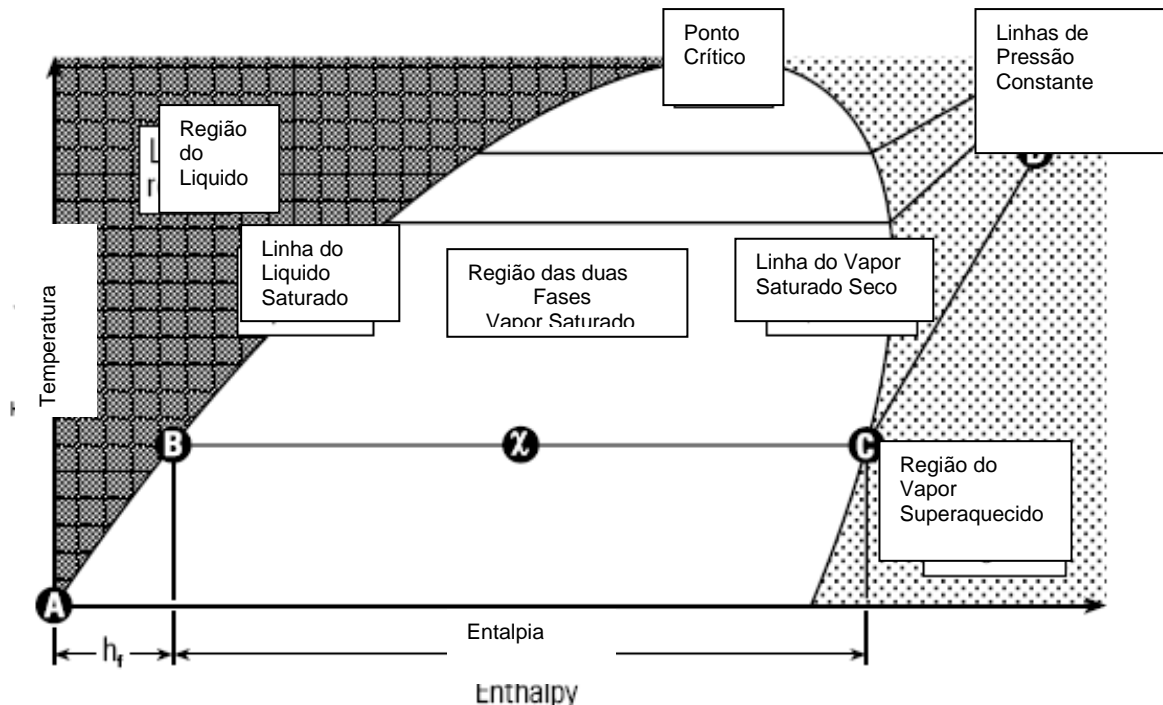 Ponto
Crítico
Linhas de
Pressão
Constante
Região
do
Liquido
Linha do
Liquido
Saturado
Região das duas
Fases
Vapor Saturado
Linha do Vapor
Saturado Seco
Temperatura
B
χ
C
Região do
Vapor
Superaquecido
A
Entalpia
hf
Enthalpy